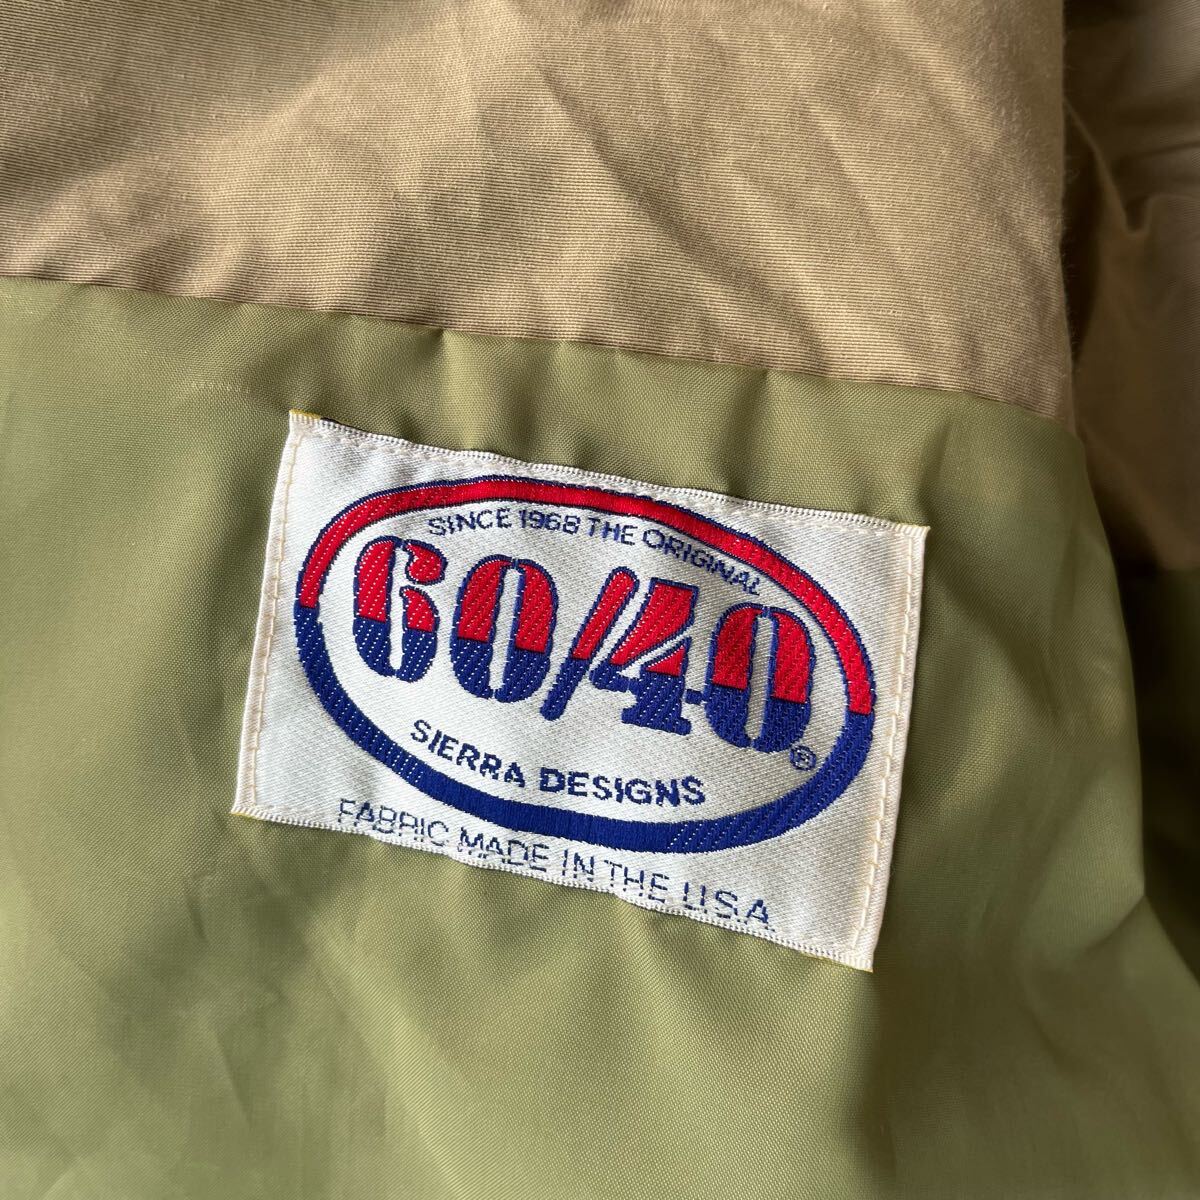 SINCE 1968 THE ORIGINAL
60/40®
SIERRA DESIGNS
FABRIC MADE IN THE U.S.A